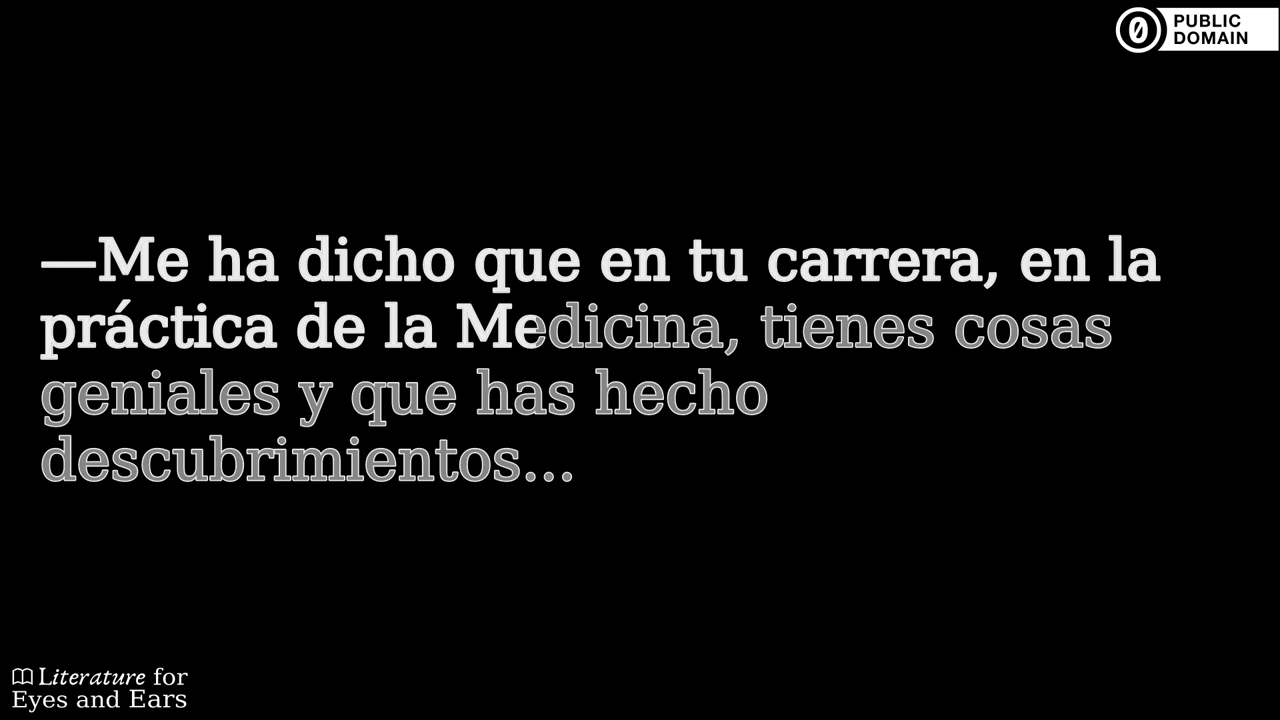 PUBLIC
DOMAIN
—Me ha dicho que en tu carrera, en la
práctica de la Medicina, tienes cosas
geniales y que has hecho
descubrimientos...
Literature for
Eyes and Ears